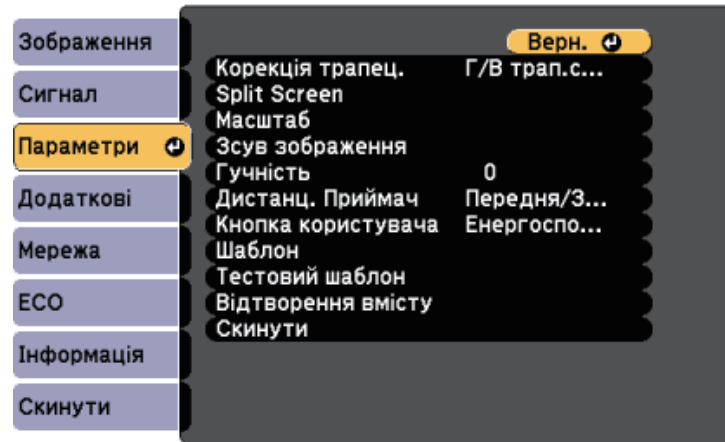 Зображення
Сигнал
Параметри
Додаткові
Мережа
ECO
Інформація
Скинути
Верн.
Корекція трапец. Г/В трап.с...
Split Screen
Масштаб
Зсув зображення
Гучність 0
Дистанц. Приймач Передня/З...
Кнопка користувача Енергоспо...
Шаблон
Тестовий шаблон
Відтворення вмісту
Скинути